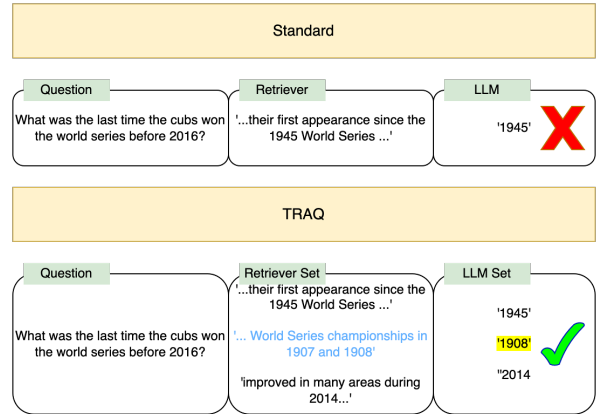 Standard
Question
Retriever
LLM
What was the last time the cubs won
the world series before 2016?
'...their first appearance since the
1945 World Series ...'
'1945'
X
TRAQ
Question
Retriever Set
LLM Set
What was the last time the cubs won
the world series before 2016?
'...their first appearance since the
1945 World Series ...'
'... World Series championships in
1907 and 1908'
'improved in many areas during
2014...'
'1945'
'1908'
"2014